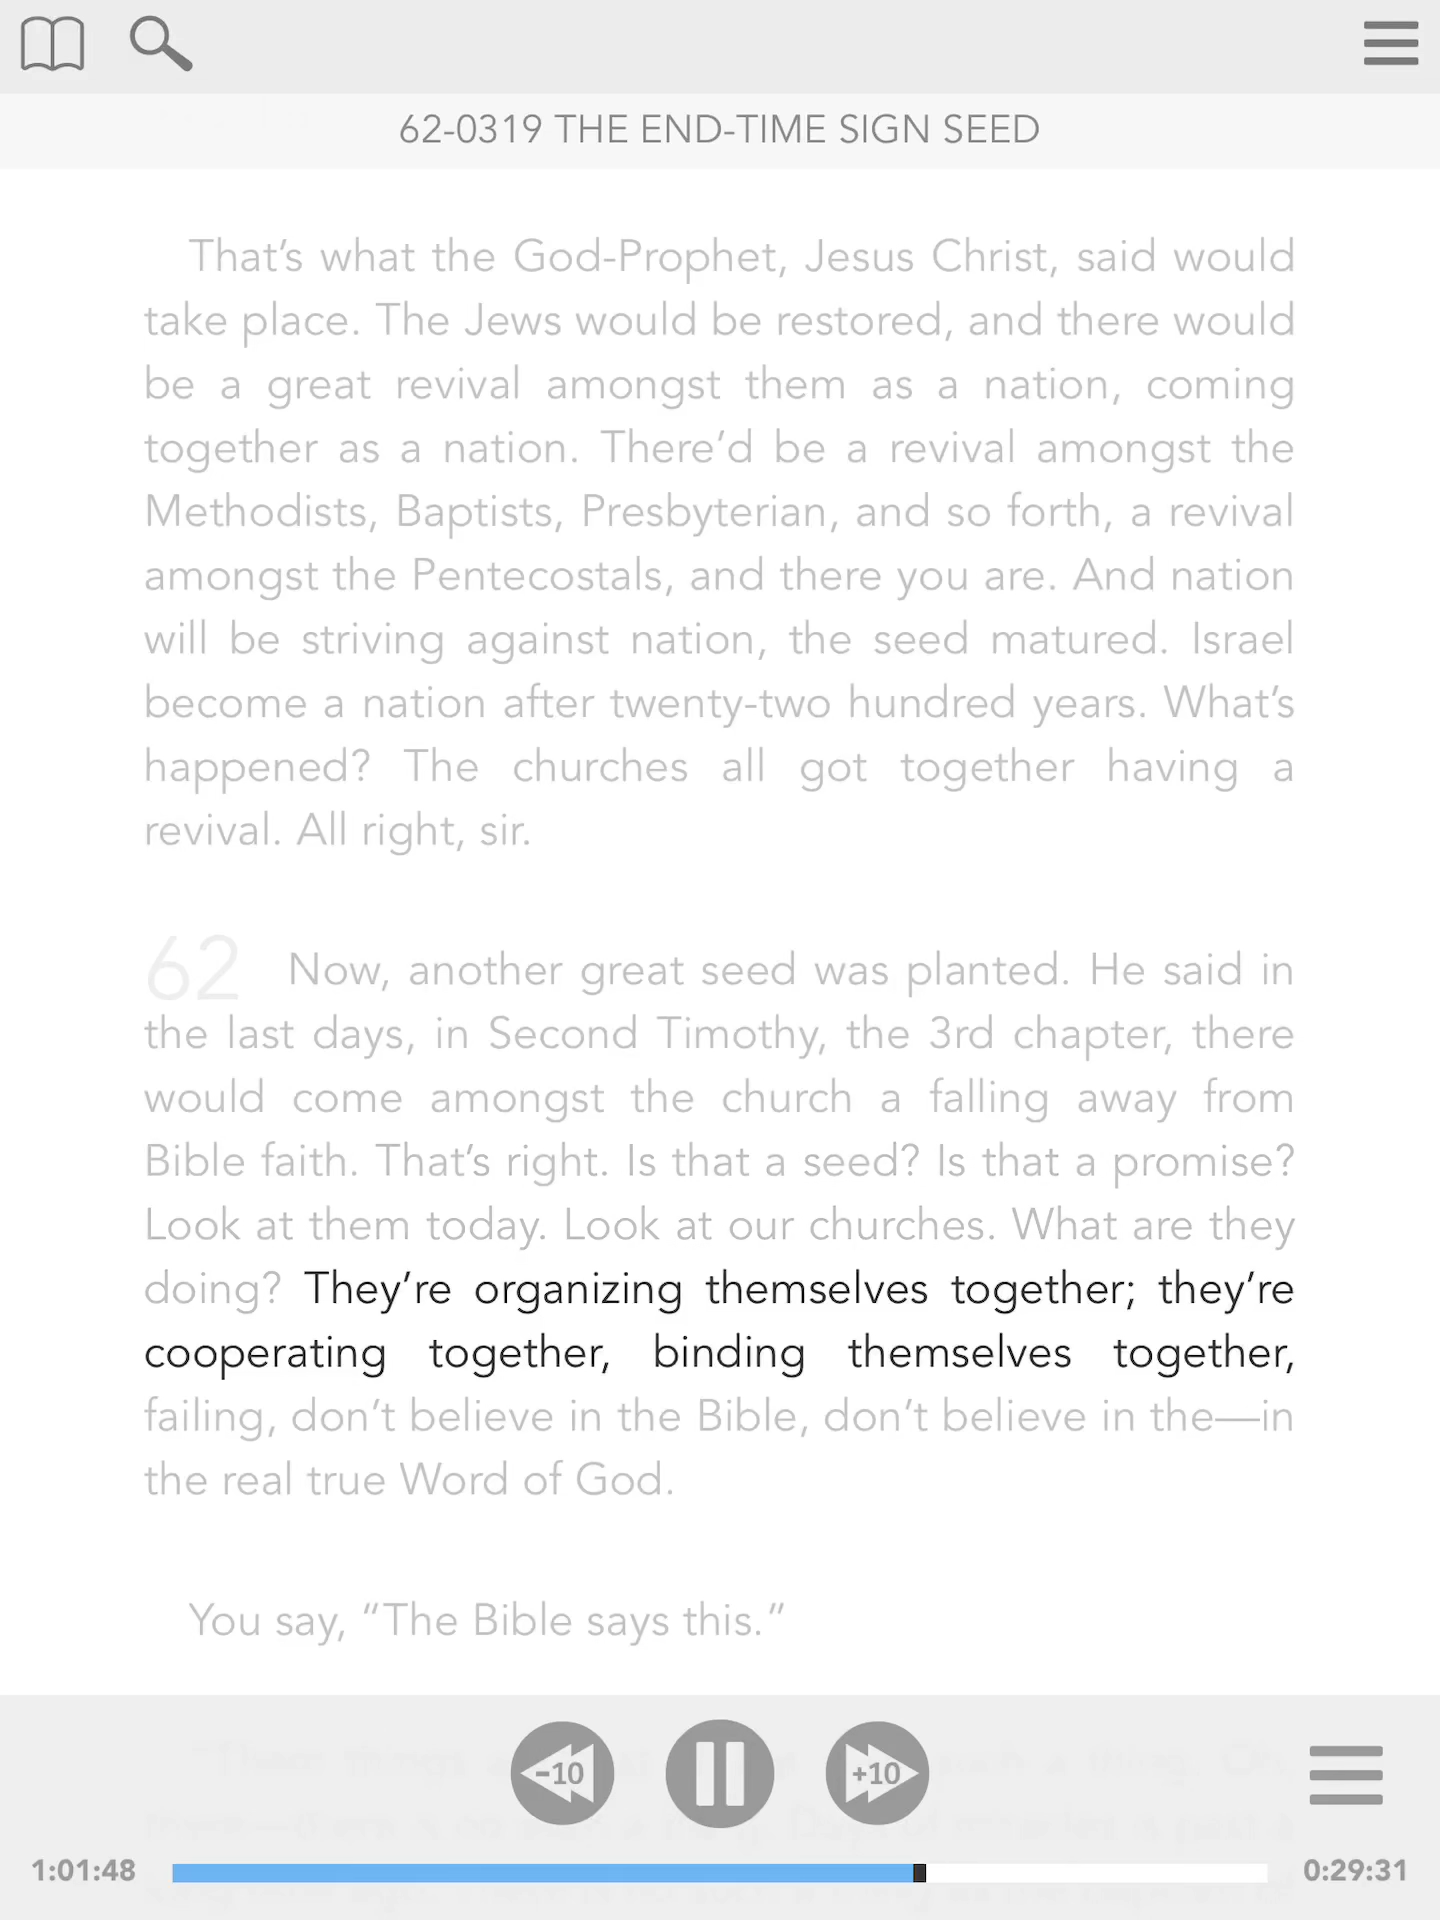 62-0319 THE END-TIME SIGN SEED
That’s what the God-Prophet, Jesus Christ, said would
take place. The Jews would be restored, and there would
be a great revival amongst them as a nation, coming
together as a nation. There’d be a revival amongst the
Methodists, Baptists, Presbyterian, and so forth, a revival
amongst the Pentecostals, and there you are. And nation
will be striving against nation, the seed matured. Israel
become a nation after twenty-two hundred years. What’s
happened? The churches all got together having a
revival. All right, sir.
62 Now, another great seed was planted. He said in
the last days, in Second Timothy, the 3rd chapter, there
would come amongst the church a falling away from
Bible faith. That’s right. Is that a seed? Is that a promise?
Look at them today. Look at our churches. What are they
doing? They’re organizing themselves together; they’re
cooperating together, binding themselves together,
failing, don’t believe in the Bible, don’t believe in the—in
the real true Word of God.
You say, “The Bible says this.”
-10 +10
1:01:48 0:29:31